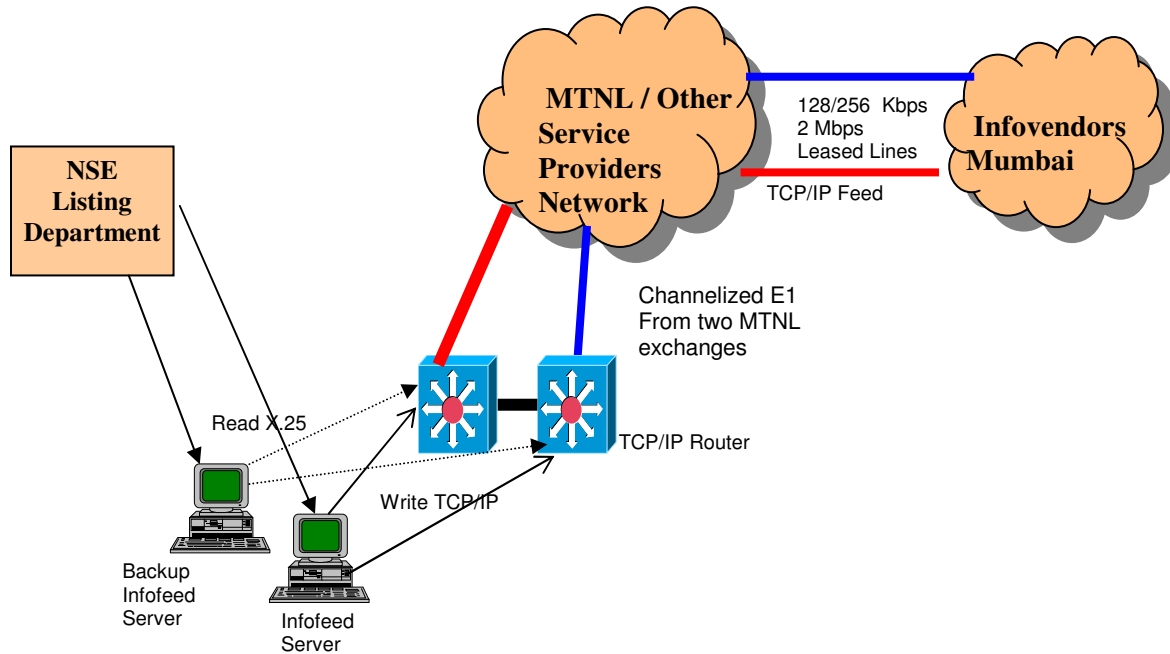 MTNL / Other
Service
Providers
Network
128/256 Kbps
2 Mbps
Leased Lines
TCP/IP Feed
Infovendors
Mumbai
NSE
Listing
Department
Channelized E1
From two MTNL
exchanges
Read X.25
TCP/IP Router
Write TCP/IP
Backup
Infofeed
Server
Infofeed
Server